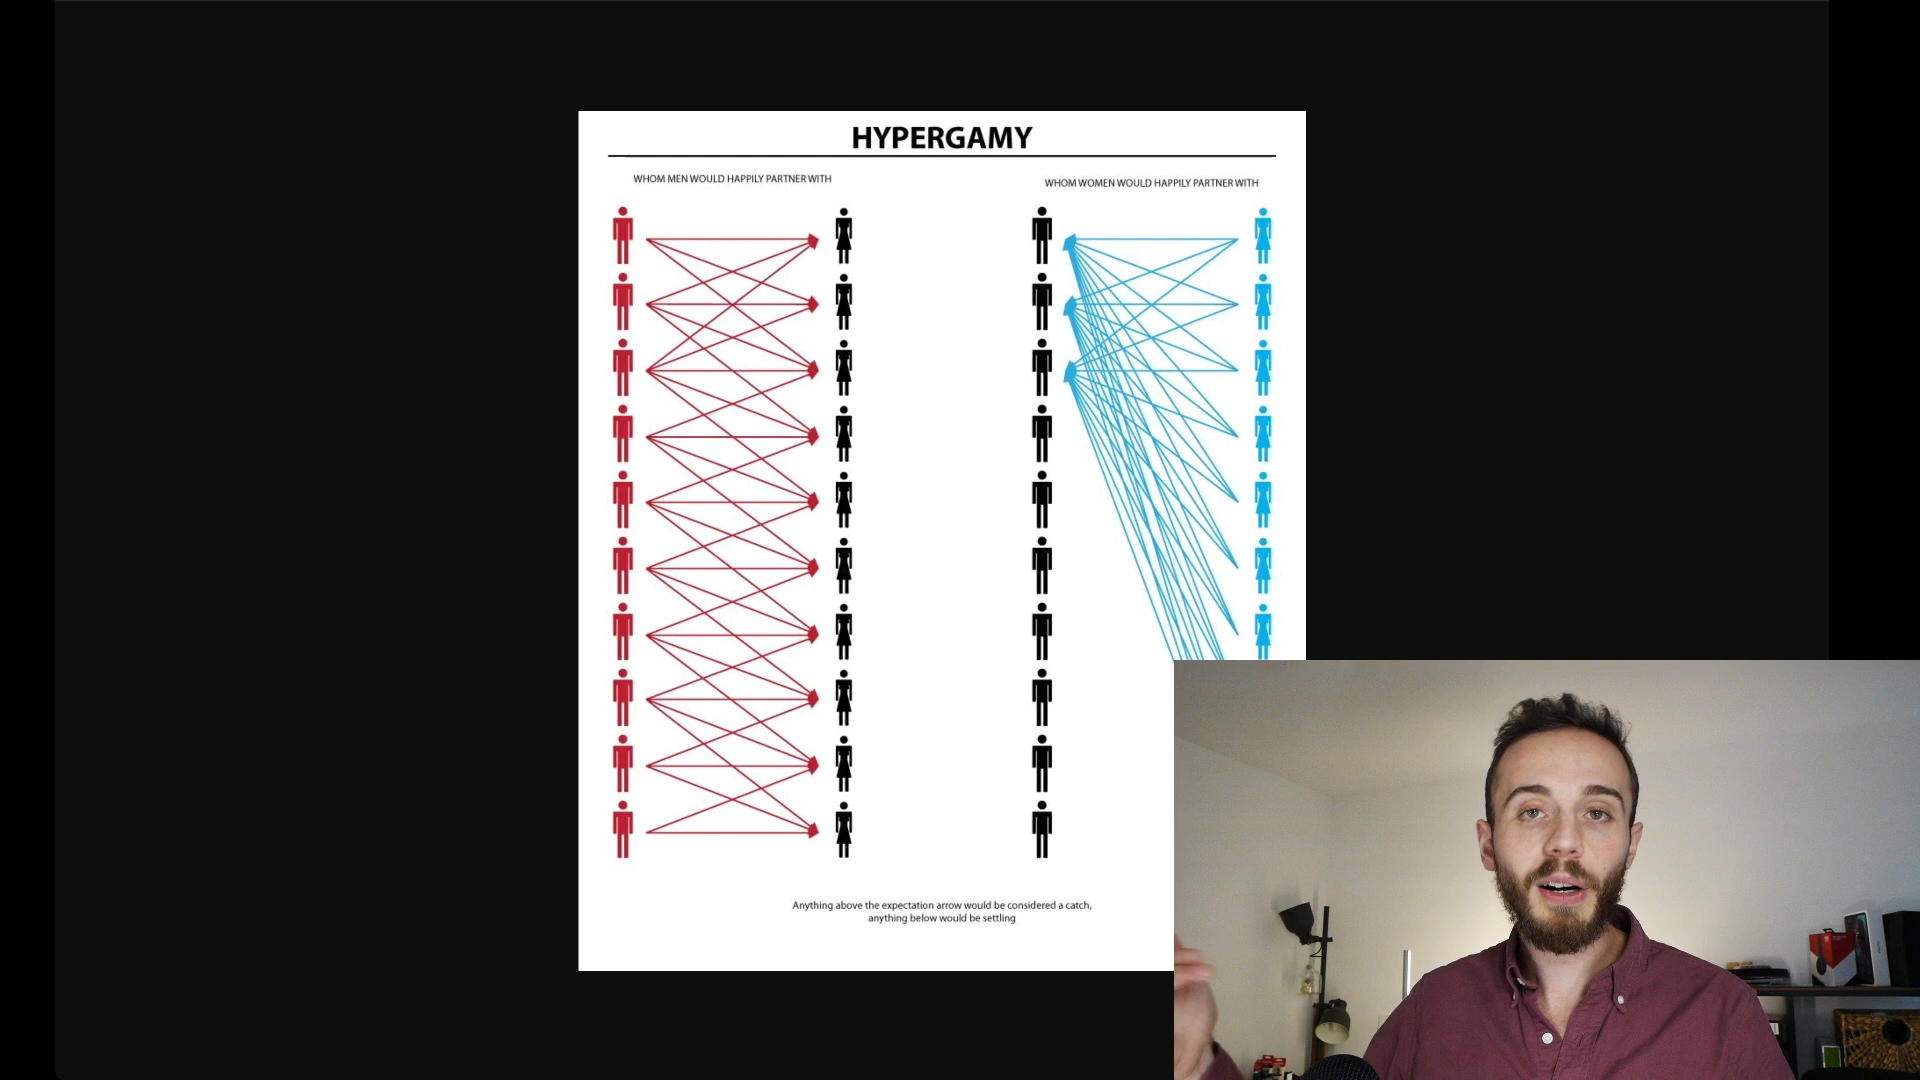 HYPERGAMY
WHOM MEN WOULD HAPPILY PARTNER WITH
WHOM WOMEN WOULD HAPPILY PARTNER WITH
Anything above the expectation arrow would be considered a catch,
anything below would be settling